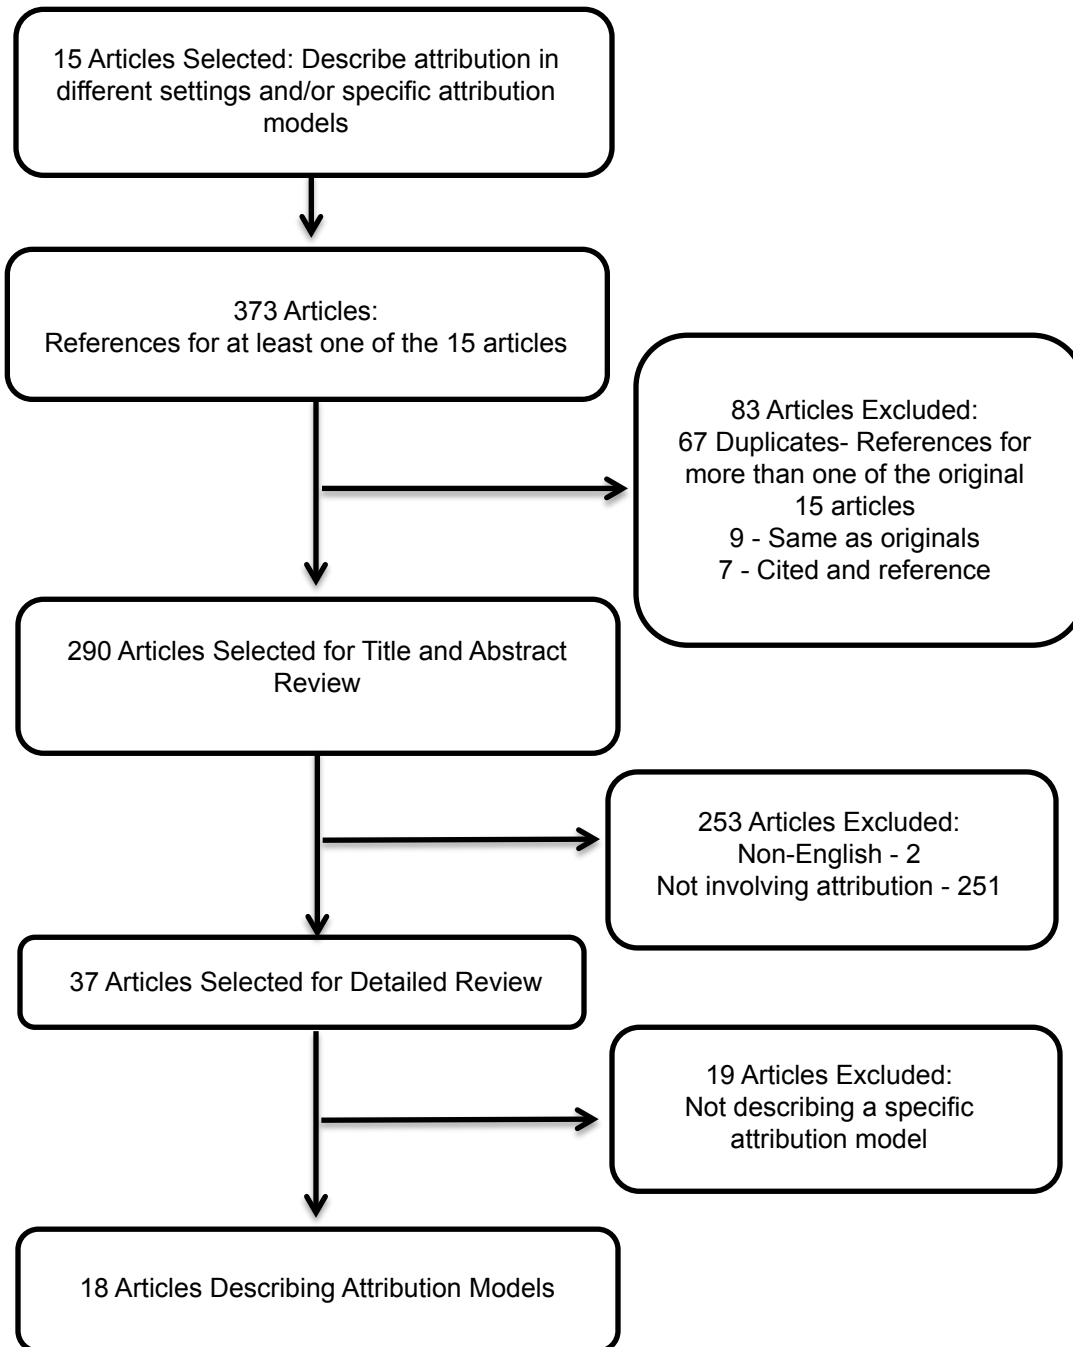 15 Articles Selected: Describe attribution in
different settings and/or specific attribution
models
373 Articles:
References for at least one of the 15 articles
83 Articles Excluded:
67 Duplicates- References for
more than one of the original
15 articles
9 - Same as originals
7 - Cited and reference
290 Articles Selected for Title and Abstract
Review
253 Articles Excluded:
Non-English - 2
Not involving attribution - 251
37 Articles Selected for Detailed Review
19 Articles Excluded:
Not describing a specific
attribution model
18 Articles Describing Attribution Models